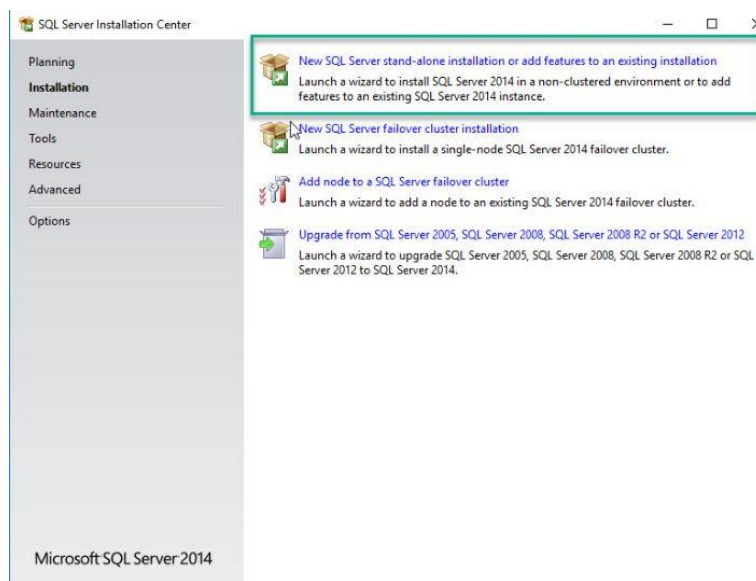 SQL Server Installation Center
Planning
Installation
Maintenance
Tools
Resources
Advanced
Options
New SQL Server stand-alone installation or add features to an existing installation
Launch a wizard to install SQL Server 2014 in a non-clustered environment or to add
features to an existing SQL Server 2014 instance.
New SQL Server failover cluster installation
Launch a wizard to install a single-node SQL Server 2014 failover cluster.
Add node to a SQL Server failover cluster
Launch a wizard to add a node to an existing SQL Server 2014 failover cluster.
Upgrade from SQL Server 2005, SQL Server 2008, SQL Server 2008 R2 or SQL Server 2012
Launch a wizard to upgrade SQL Server 2005, SQL Server 2008, SQL Server 2008 R2 or SQL
Server 2012 to SQL Server 2014.
Microsoft SQL Server 2014